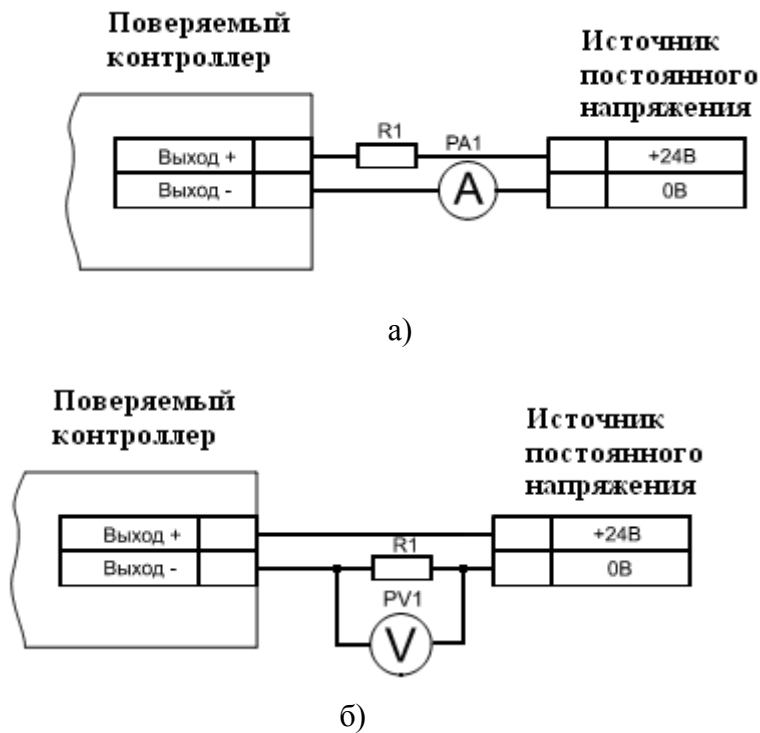 Поверяемый
контроллер
Источник
постоянного
напряжения
R1
PA1
Выход +
+24В
Выход -
A
0В
а)
Поверяемый
контроллер
Источник
постоянного
напряжения
Выход +
+24В
R1
Выход -
0В
PV1
V
б)